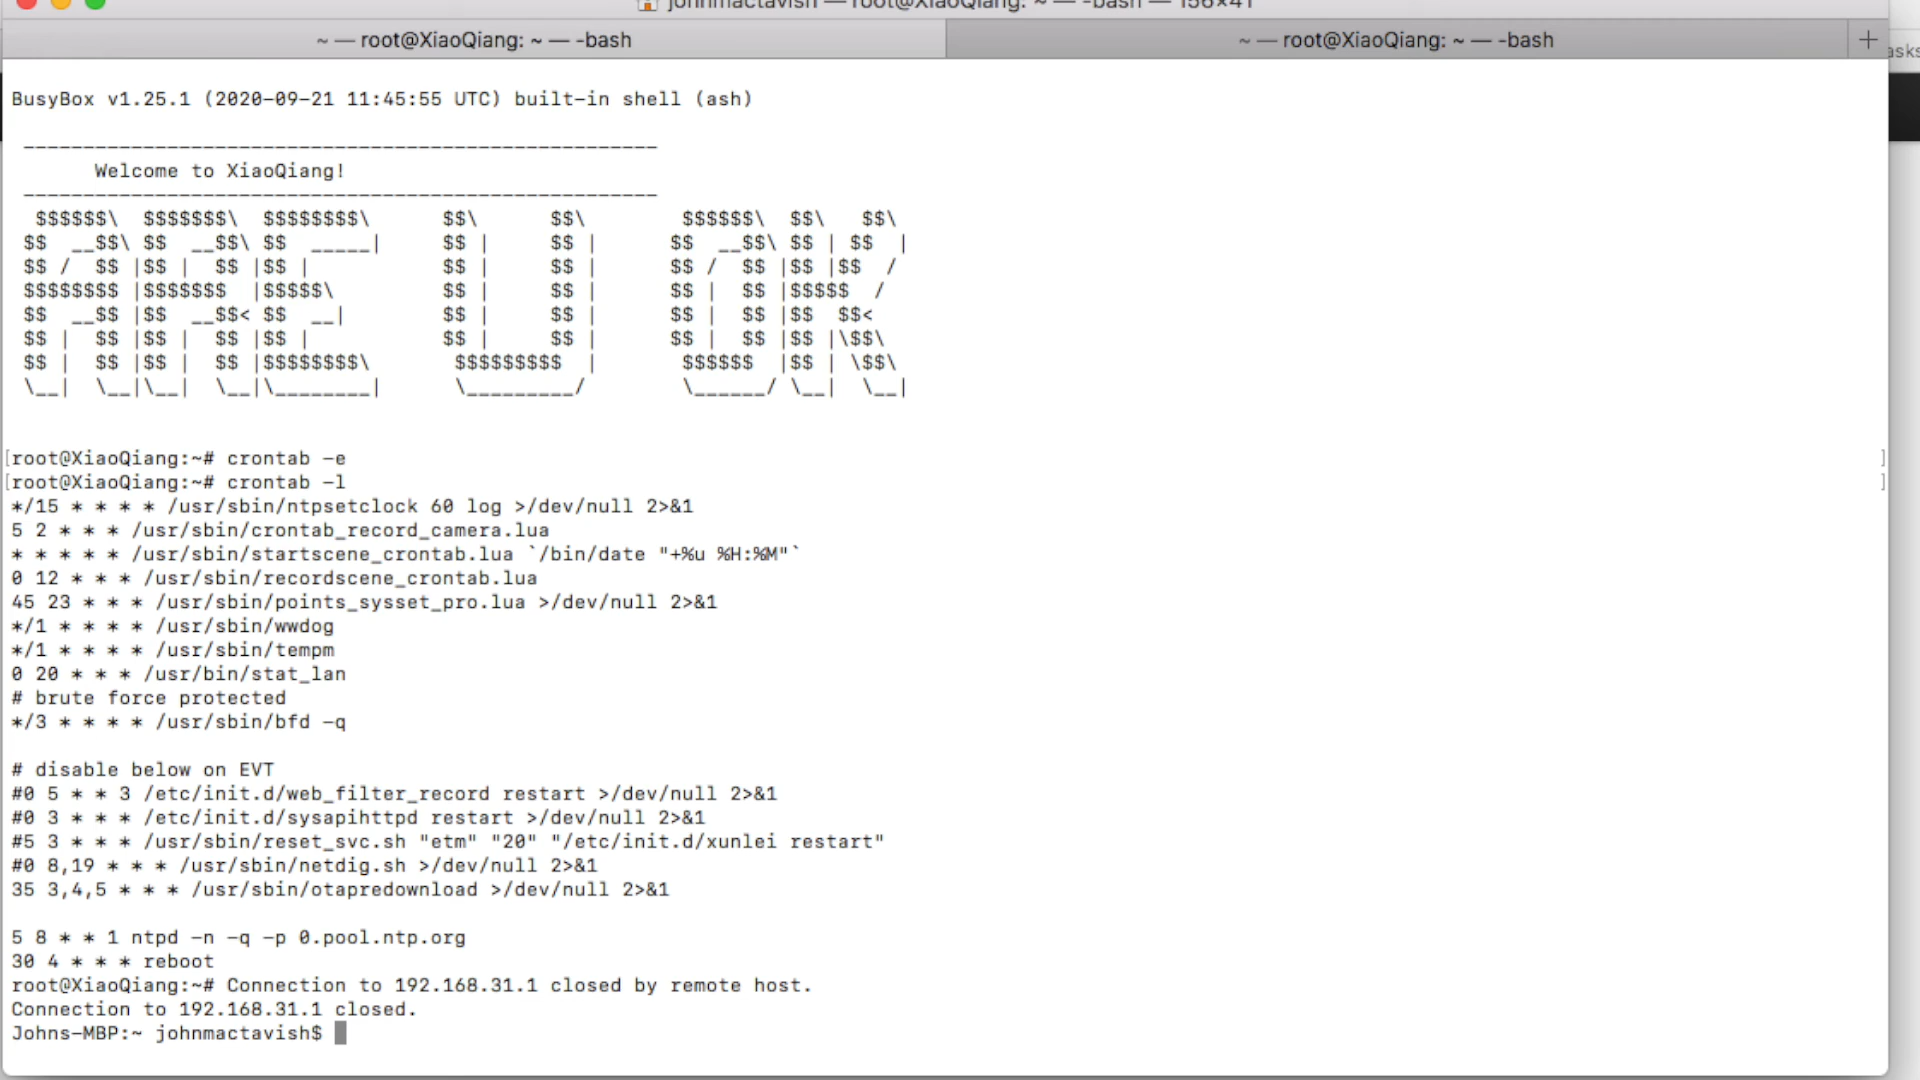 johnmactavish — root@XiaoQiang: ~ — -bash — 156×41
~ — root@XiaoQiang: ~ — -bash
~ — root@XiaoQiang: ~ — -bash
+
asks
BusyBox v1.25.1 (2020-09-21 11:45:55 UTC) built-in shell (ash)
-----------------------------------------------------
Welcome to XiaoQiang!
-----------------------------------------------------
 $$$$$$\  $$$$$$$\  $$$$$$$$\      $$\      $$\        $$$$$$\  $$\   $$\
$$  __$$\ $$  __$$\ $$  _____|     $$ |     $$ |      $$  __$$\ $$ | $$  |
$$ /  $$ |$$ |  $$ |$$ |           $$ |     $$ |      $$ /  $$ |$$ |$$  /
$$$$$$$$ |$$$$$$$  |$$$$$\         $$ |     $$ |      $$ |  $$ |$$$$$  /
$$  __$$ |$$  __$$< $$  __|        $$ |     $$ |      $$ |  $$ |$$  $$<
$$ |  $$ |$$ |  $$ |$$ |           $$ |     $$ |      $$ |  $$ |$$ |\$$\
$$ |  $$ |$$ |  $$ |$$$$$$$$\       $$$$$$$$$  |       $$$$$$  |$$ | \$$\
\__|  \__|\__|  \__|\________|      \_________/        \______/ \__|  \__|
[root@XiaoQiang:~# crontab -e ]
[root@XiaoQiang:~# crontab -l ]
*/15 * * * * /usr/sbin/ntpsetclock 60 log >/dev/null 2>&1
5 2 * * * /usr/sbin/crontab_record_camera.lua
* * * * * /usr/sbin/startscene_crontab.lua `/bin/date "+%u %H:%M"`
0 12 * * * /usr/sbin/recordscene_crontab.lua
45 23 * * * /usr/sbin/points_sysset_pro.lua >/dev/null 2>&1
*/1 * * * * /usr/sbin/wwdog
*/1 * * * * /usr/sbin/tempm
0 20 * * * /usr/bin/stat_lan
# brute force protected
*/3 * * * * /usr/sbin/bfd -q
# disable below on EVT
#0 5 * * 3 /etc/init.d/web_filter_record restart >/dev/null 2>&1
#0 3 * * * /etc/init.d/sysapihttpd restart >/dev/null 2>&1
#5 3 * * * /usr/sbin/reset_svc.sh "etm" "20" "/etc/init.d/xunlei restart"
#0 8,19 * * * /usr/sbin/netdig.sh >/dev/null 2>&1
35 3,4,5 * * * /usr/sbin/otapredownload >/dev/null 2>&1
5 8 * * 1 ntpd -n -q -p 0.pool.ntp.org
30 4 * * * reboot
root@XiaoQiang:~# Connection to 192.168.31.1 closed by remote host.
Connection to 192.168.31.1 closed.
Johns-MBP:~ johnmactavish$